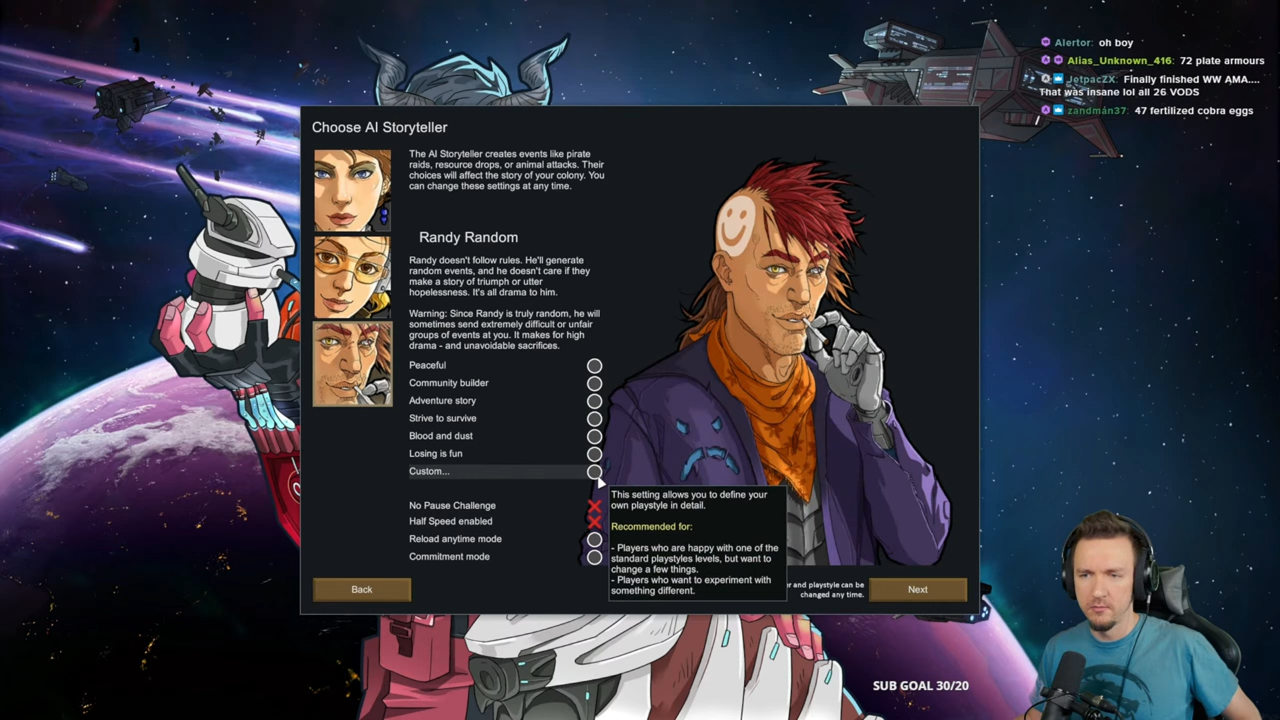 Choose AI Storyteller
The AI Storyteller creates events like pirate
raids, resource drops, or animal attacks. Their
choices will affect the story of your colony. You
can change these settings at any time.
Randy Random
Randy doesn't follow rules. He'll generate
random events, and he doesn't care if they
make a story of triumph or utter
hopelessness. It's all drama to him.
Warning: Since Randy is truly random, he will
sometimes send extremely difficult or unfair
groups of events at you. It makes for high
drama - and unavoidable sacrifices.
Peaceful
Community builder
Adventure story
Strive to survive
Blood and dust
Losing is fun
Custom...
No Pause Challenge
Half Speed enabled
Reload anytime mode
Commitment mode
This setting allows you to define your
own playstyle in detail.
Recommended for:
- Players who are happy with one of the
standard playstyles levels, but want to
change a few things.
- Players who want to experiment with
something different.
r and playstyle can be
changed any time.
Back
Next
Alertor: oh boy
Alias_Unknown_416: 72 plate armours
JetpacZX: Finally finished WW AMA....
That was insane lol all 26 VODS
zandmán37: 47 fertilized cobra eggs
SUB GOAL 30/20